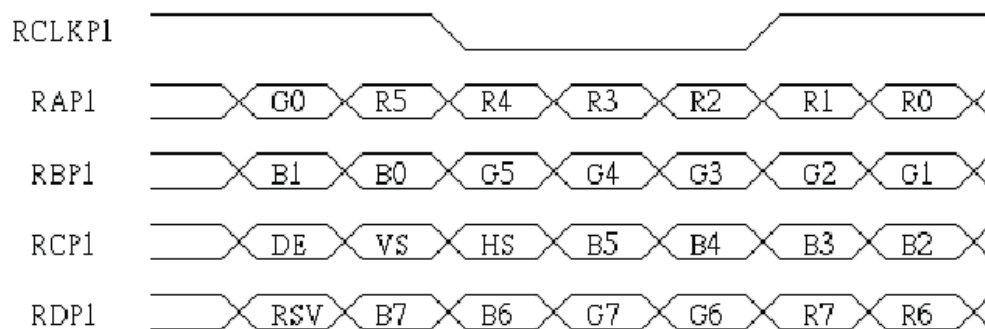 RCLKP1
RAP1 G0 R5 R4 R3 R2 R1 R0
RBP1 B1 B0 G5 G4 G3 G2 G1
RCP1 DE VS HS B5 B4 B3 B2
RDP1 RSV B7 B6 G7 G6 R7 R6